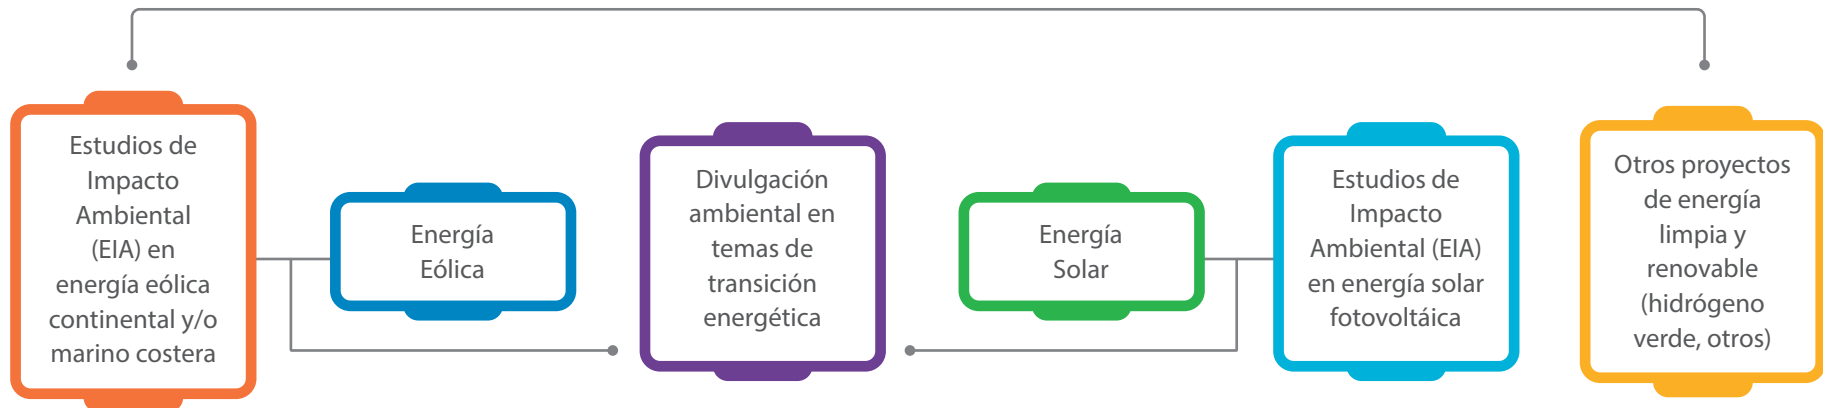 Estudios de
Impacto
Ambiental
(EIA) en
energía eólica
continental y/o
marino costera
Energía
Eólica
Divulgación
ambiental en
temas de
transición
energética
Energía
Solar
Estudios de
Impacto
Ambiental (EIA)
en energía solar
fotovoltáica
Otros proyectos
de energía
limpia y
renovable
(hidrógeno
verde, otros)